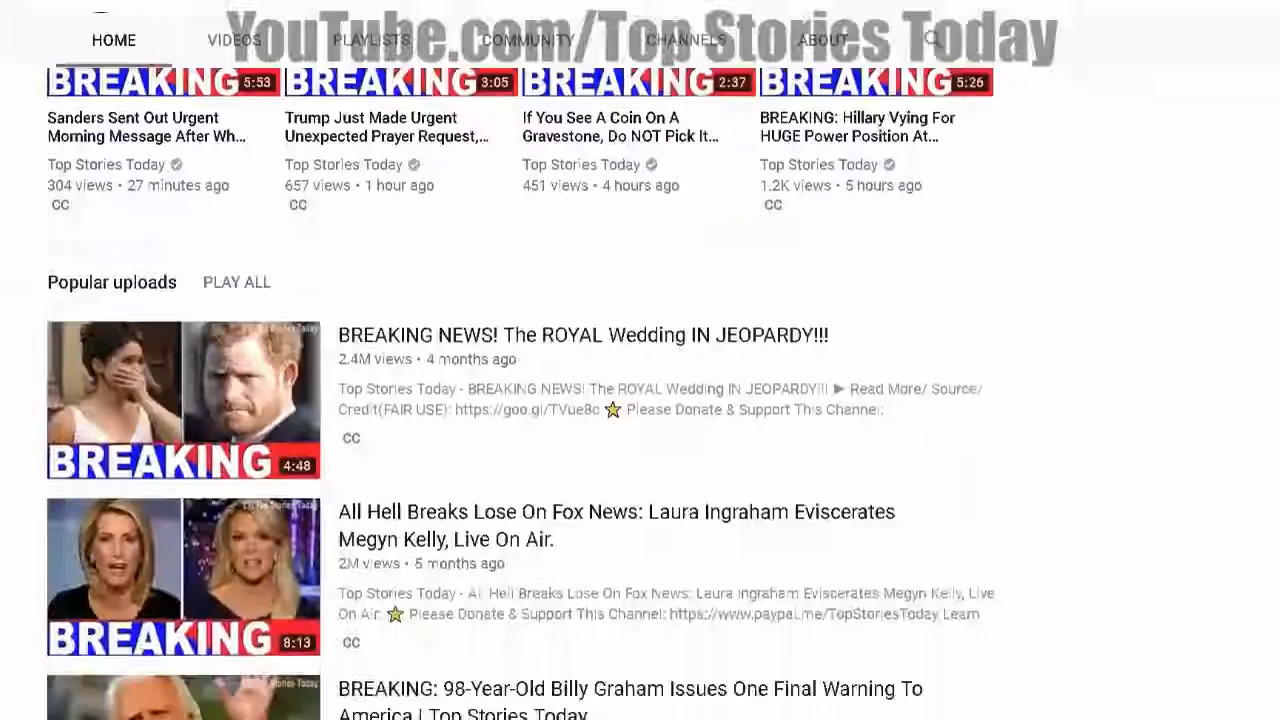 YouTube.com/Top Stories Today
HOME VIDEOS PLAYLISTS COMMUNITY CHANNELS ABOUT
BREAKING 5:53 BREAKING 3:05 BREAKING 2:37 BREAKING 5:26
Sanders Sent Out Urgent
Morning Message After Wh...
Top Stories Today
304 views • 27 minutes ago
CC
Trump Just Made Urgent
Unexpected Prayer Request,...
Top Stories Today
657 views • 1 hour ago
CC
If You See A Coin On A
Gravestone, Do NOT Pick It...
Top Stories Today
451 views • 4 hours ago
BREAKING: Hillary Vying For
HUGE Power Position At...
Top Stories Today
1.2K views • 5 hours ago
CC
Popular uploads PLAY ALL
BREAKING 4:48
BREAKING NEWS! The ROYAL Wedding IN JEOPARDY!!!
2.4M views • 4 months ago
Top Stories Today - BREAKING NEWS! The ROYAL Wedding IN JEOPARDY!!! ► Read More/ Source/
Credit(FAIR USE): https://goo.gl/TVue8c ⭐ Please Donate & Support This Channel:
CC
BREAKING 8:13
All Hell Breaks Lose On Fox News: Laura Ingraham Eviscerates
Megyn Kelly, Live On Air.
2M views • 5 months ago
Top Stories Today - All Hell Breaks Lose On Fox News: Laura Ingraham Eviscerates Megyn Kelly, Live
On Air. ⭐ Please Donate & Support This Channel: https://www.paypal.me/TopStoriesToday Learn
CC
BREAKING: 98-Year-Old Billy Graham Issues One Final Warning To
America | Top Stories Today